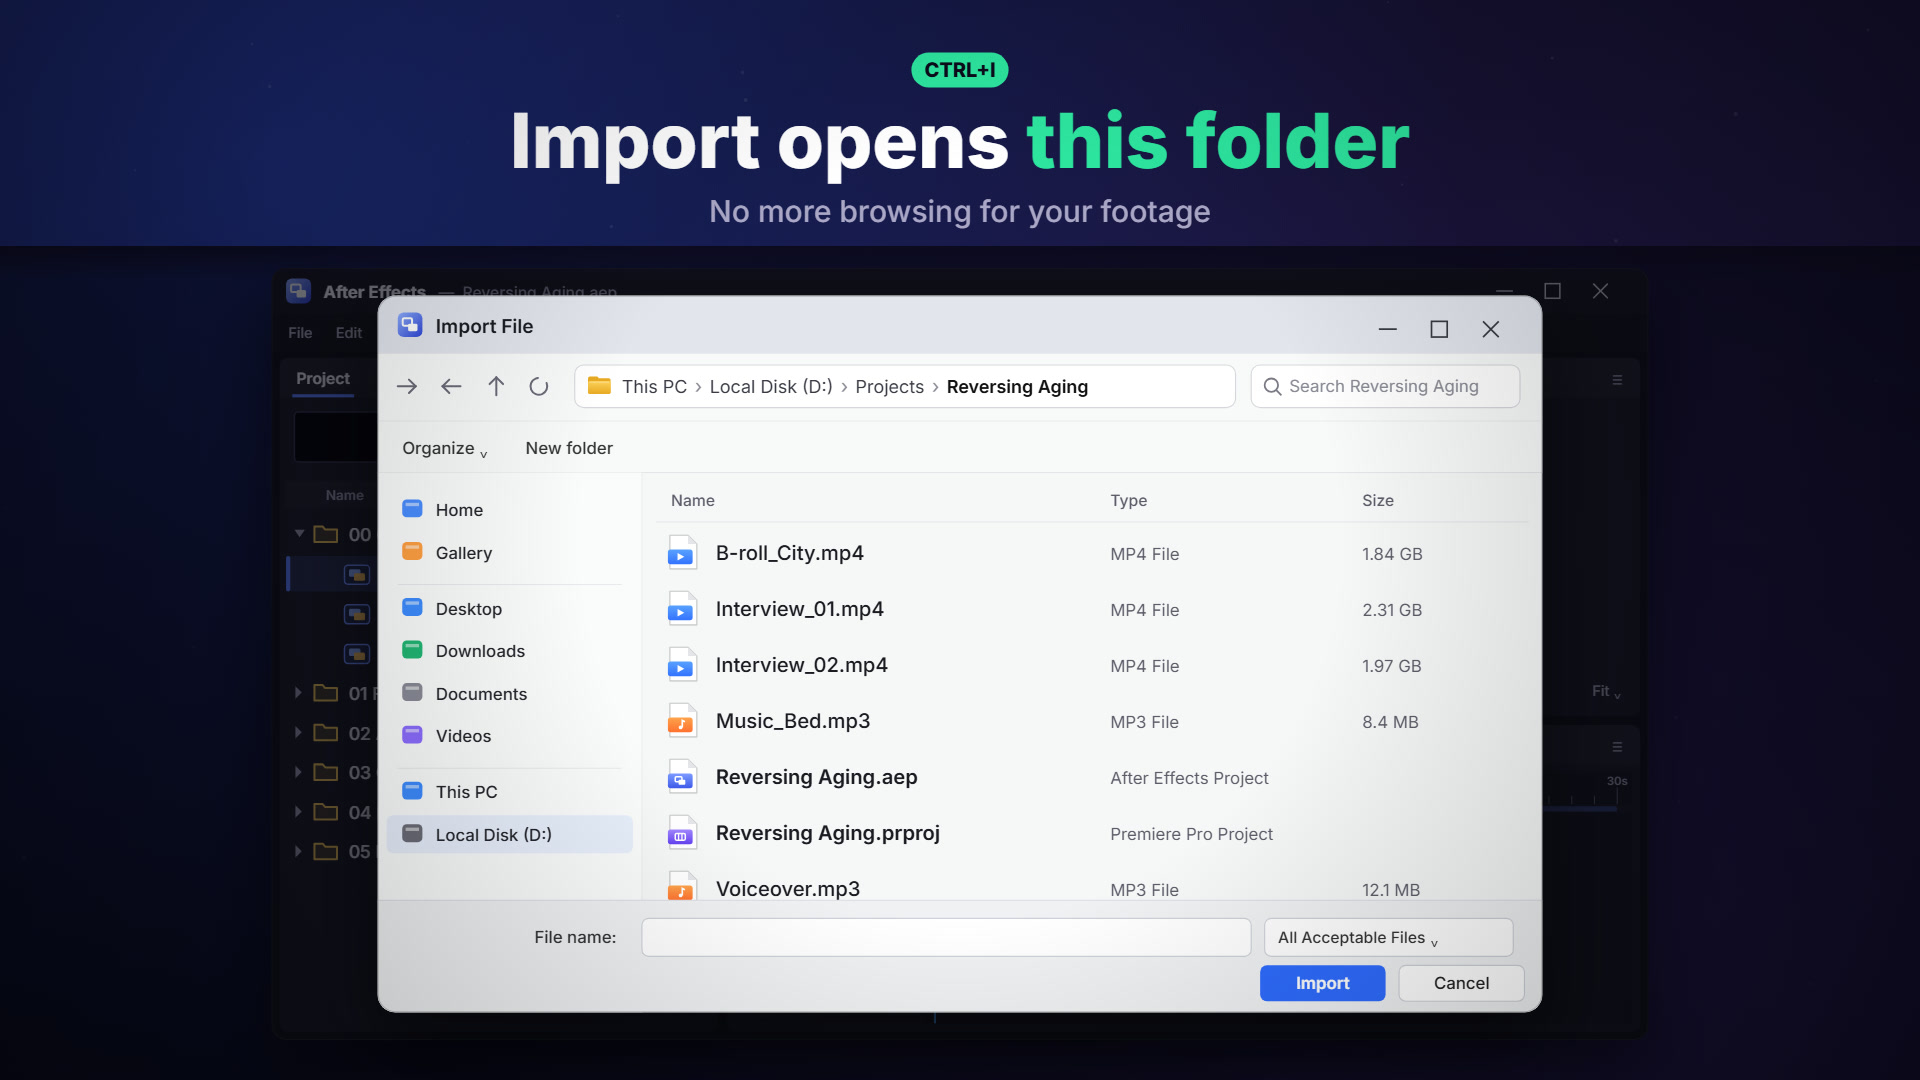 CTRL+I
Import opens this folder
No more browsing for your footage
After Effects — Reversing Aging.aep
File Edit
Import File
Project
This PC › Local Disk (D:) › Projects › Reversing Aging
Search Reversing Aging
Organize
New folder
Name
Name Type Size
Home
Gallery
Desktop
Downloads
Documents
Videos
This PC
Local Disk (D:)
B-roll_City.mp4 MP4 File 1.84 GB
Interview_01.mp4 MP4 File 2.31 GB
Interview_02.mp4 MP4 File 1.97 GB
Music_Bed.mp3 MP3 File 8.4 MB
Reversing Aging.aep After Effects Project
Reversing Aging.prproj Premiere Pro Project
Voiceover.mp3 MP3 File 12.1 MB
00
01
02
03
04
05
Fit
30s
File name:
All Acceptable Files
Import
Cancel